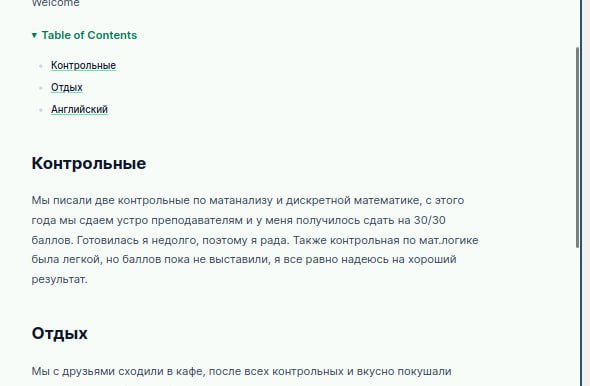 Welcome
Table of Contents
Контрольные
Отдых
Английский
Контрольные
Мы писали две контрольные по матанализу и дискретной математике, с этого
года мы сдаем устро преподавателям и у меня получилось сдать на 30/30
баллов. Готовилась я недолго, поэтому я рада. Также контрольная по мат.логике
была легкой, но баллов пока не выставили, я все равно надеюсь на хороший
результат.
Отдых
Мы с друзьями сходили в кафе, после всех контрольных и вкусно покушали